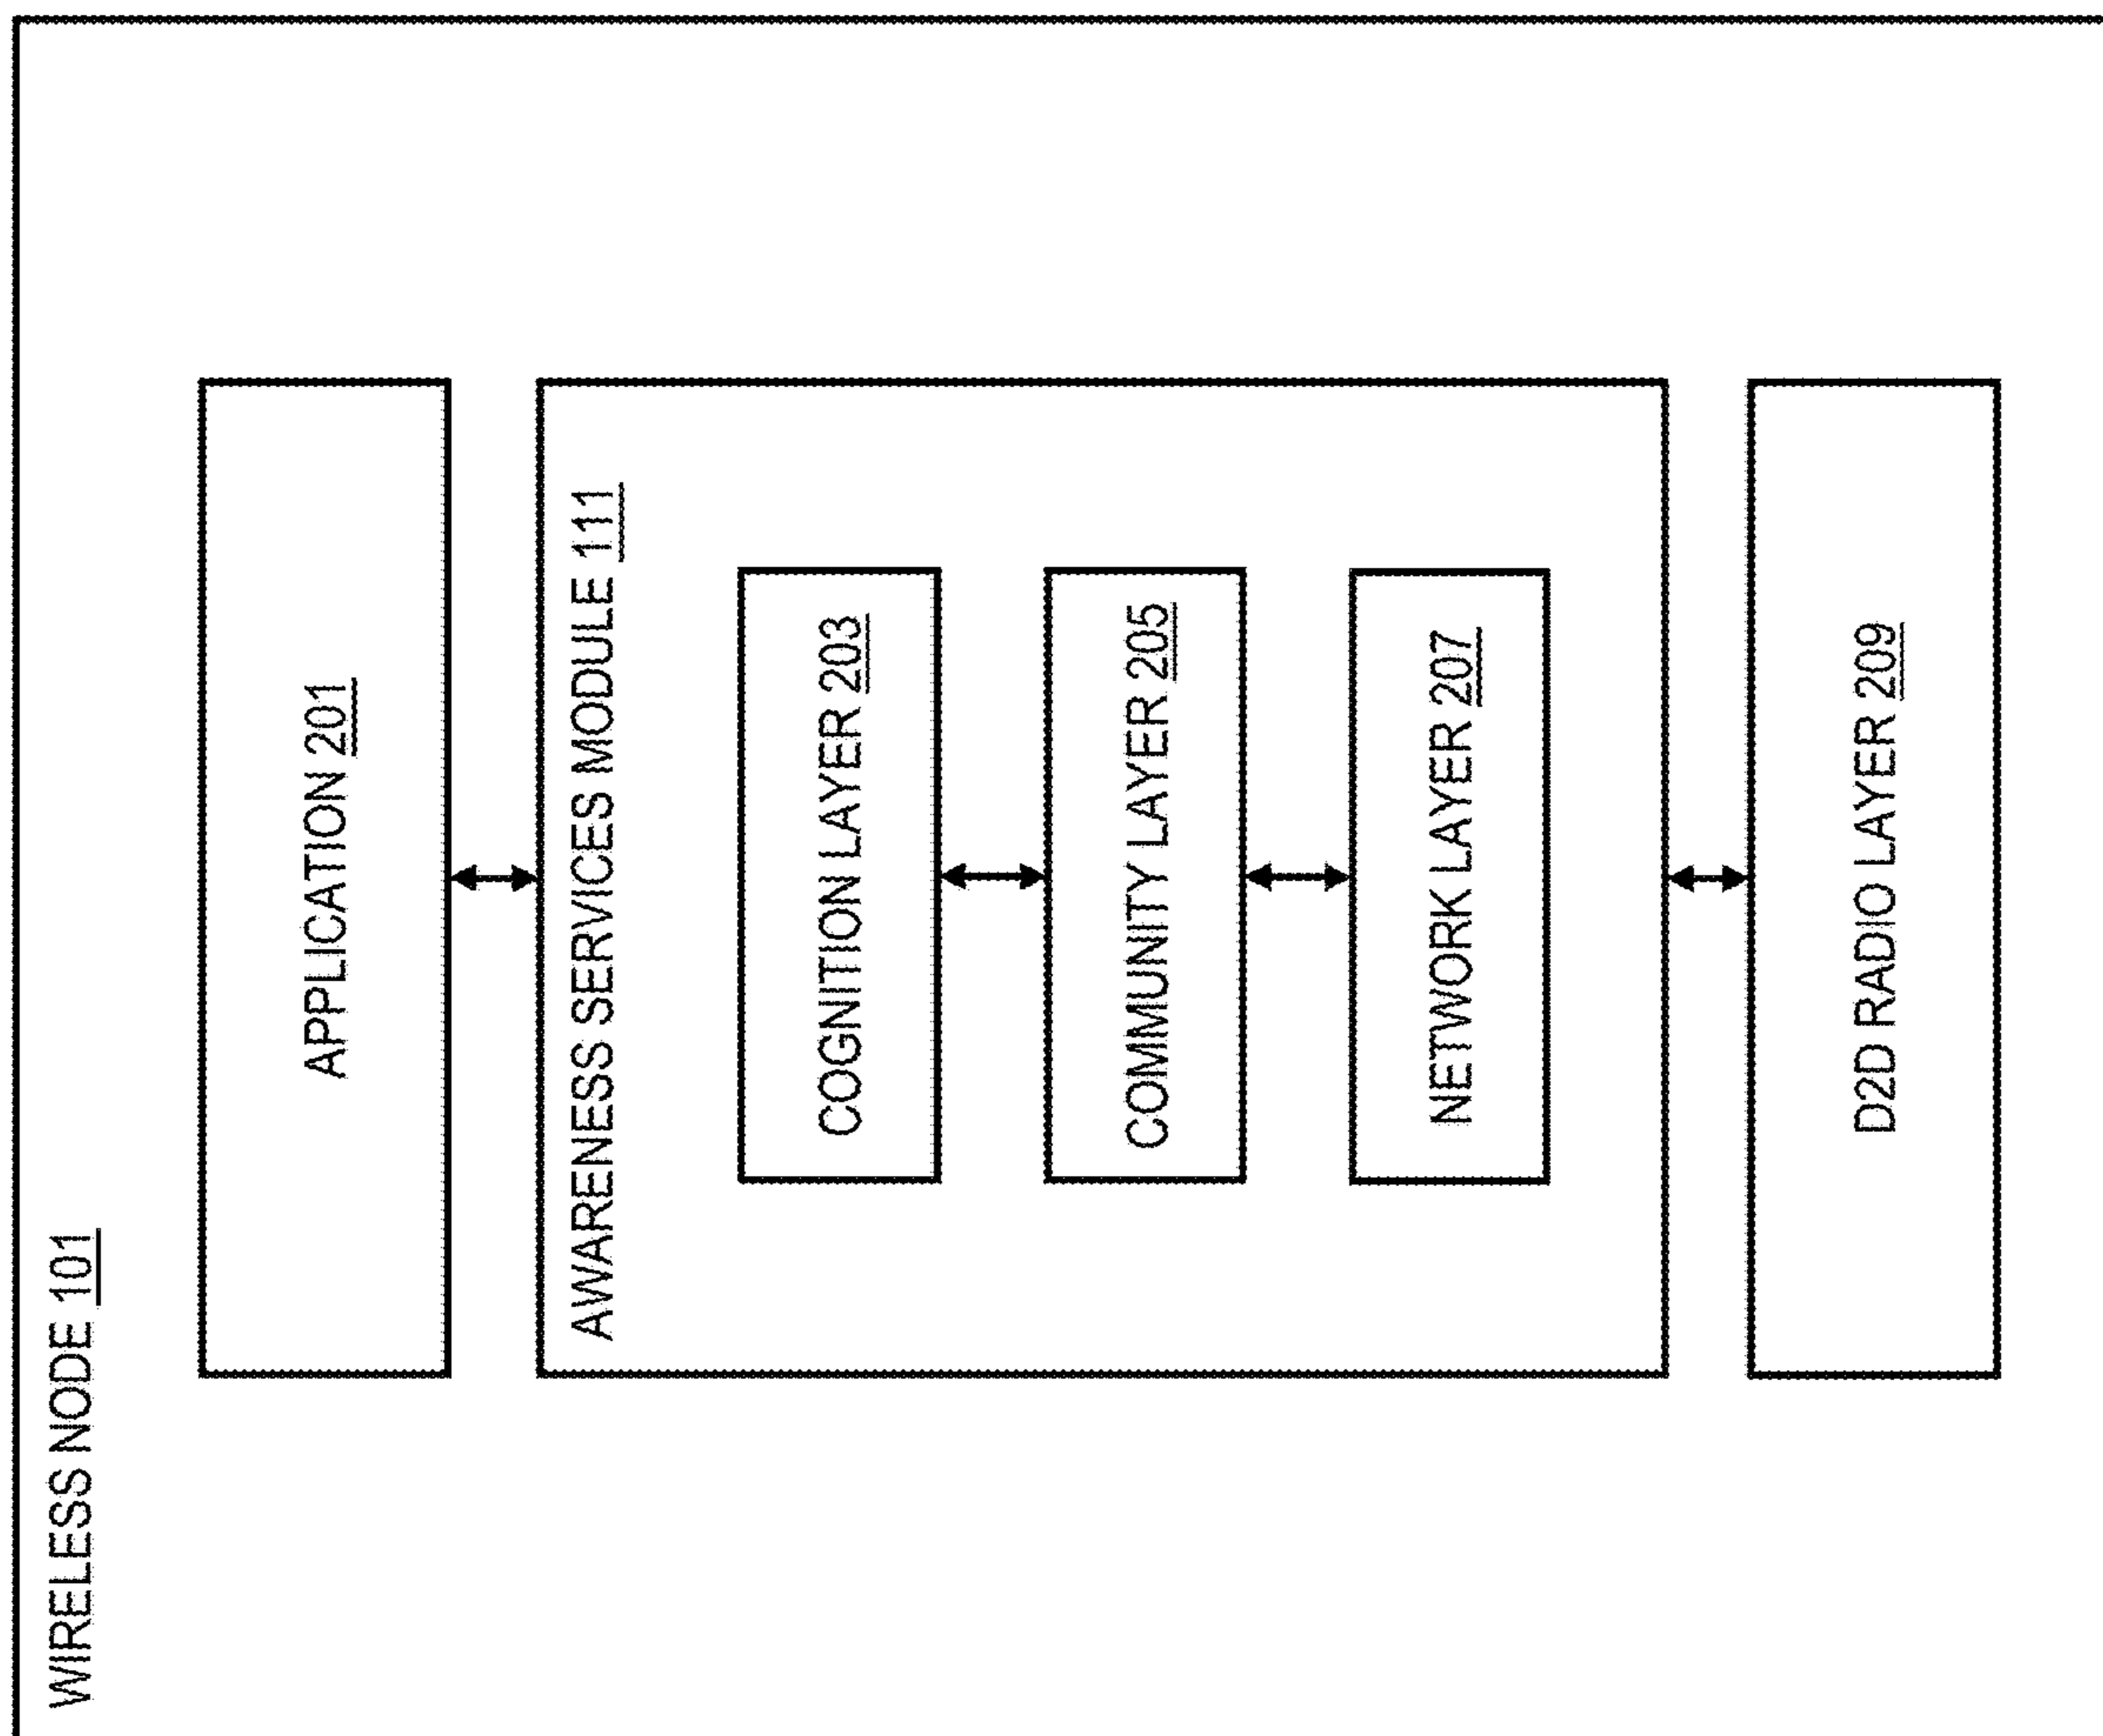 WIRELESS NODE 101
APPLICATION 201
AWARENESS SERVICES MODULE 111
COGNITION LAYER 203
COMMUNITY LAYER 205
NETWORK LAYER 207
D2D RADIO LAYER 209